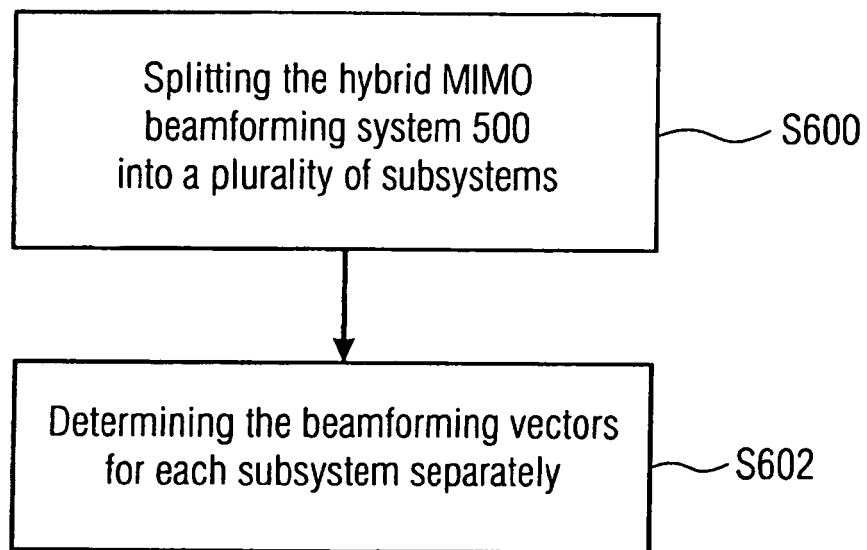 Splitting the hybrid MIMO
beamforming system 500
into a plurality of subsystems
S600
Determining the beamforming vectors
for each subsystem separately
S602